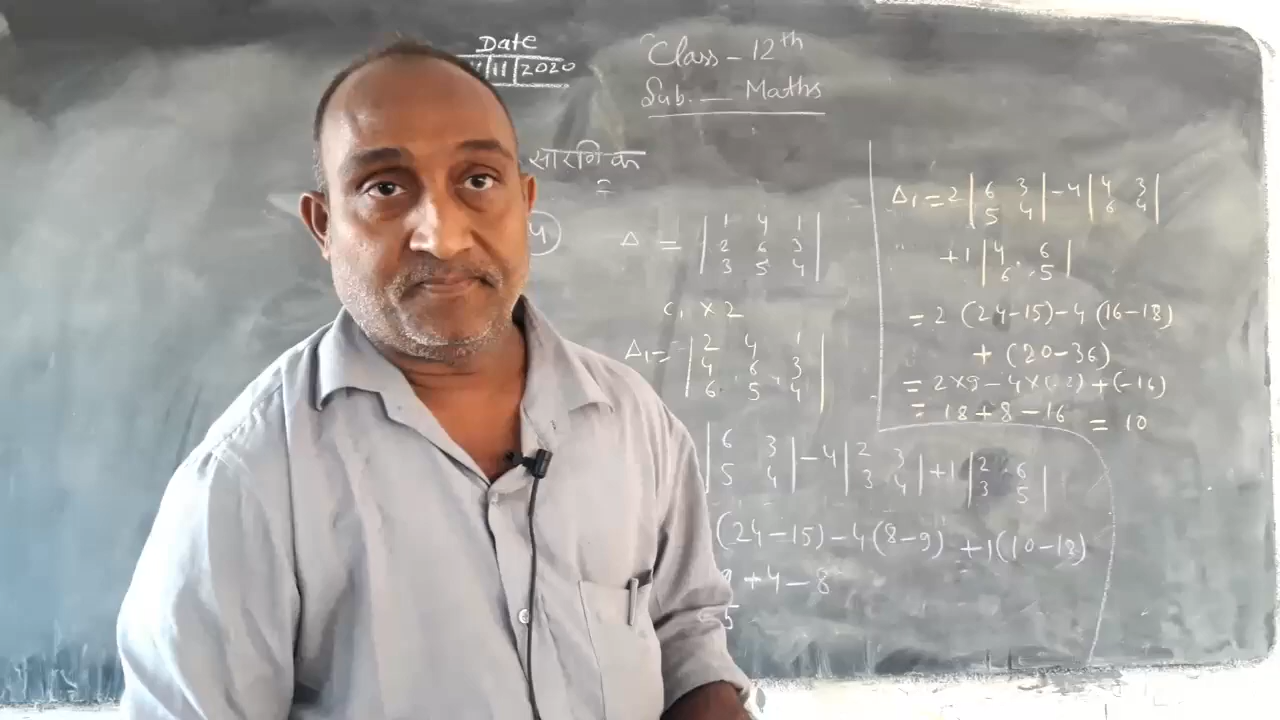 Date
/11/2020
Class - 12th
Sub. — Maths
सारणिक
=
4
Δ = | 1 4 1 |
| 2 6 3 |
| 3 5 4 |
C1 × 2
Δ1 = | 2 4 1 |
| 4 6 3 |
| 6 5 4 |
| 6 3 | - 4 | 2 3 | + 1 | 2 6 |
| 5 4 | | 3 4 | | 3 5 |
(24-15) - 4(8-9) + 1(10-18)
9 + 4 - 8
= 5
Δ1 = 2 | 6 3 | - 4 | 4 3 |
| 5 4 | | 6 4 |
+ 1 | 4 6 |
| 6 5 |
= 2 (24-15) - 4 (16-18)
+ (20-36)
= 2×9 - 4×(-2) + (-16)
= 18 + 8 - 16 = 10